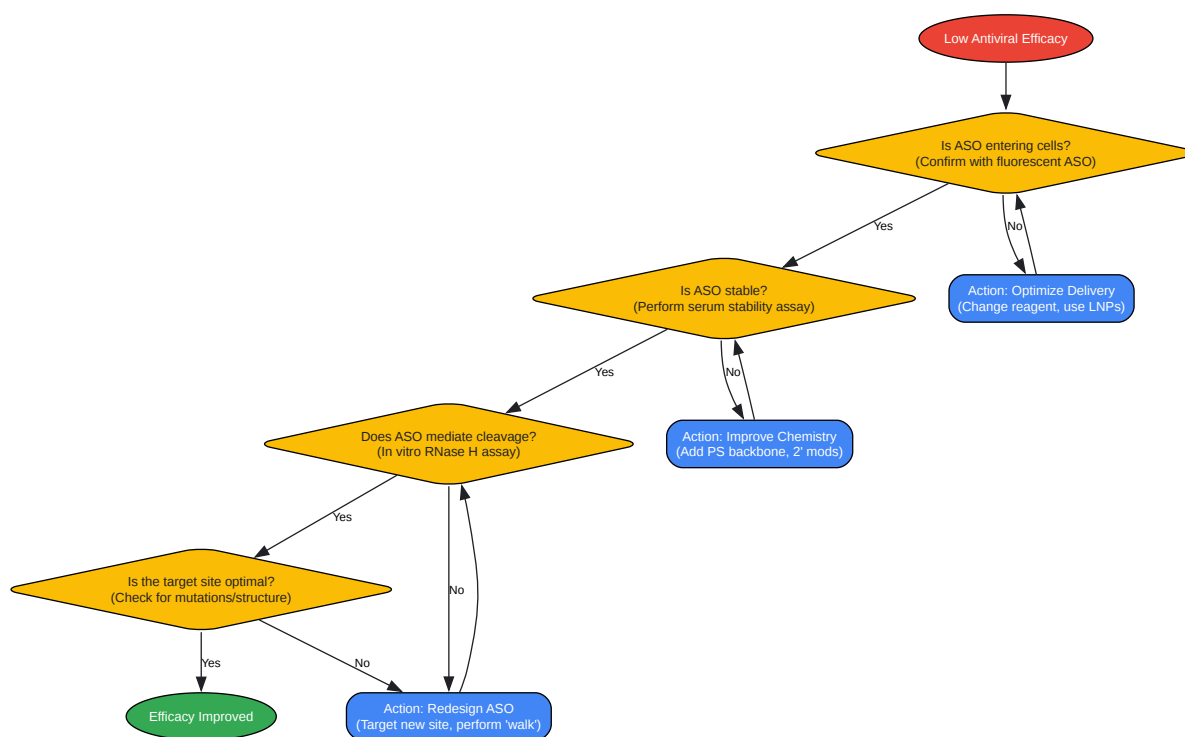 Low Antiviral Efficacy
Is ASO entering cells?
(Confirm with fluorescent ASO)
Yes
No
Action: Optimize Delivery
(Change reagent, use LNPs)
Is ASO stable?
(Perform serum stability assay)
Yes
No
Action: Improve Chemistry
(Add PS backbone, 2' mods)
Does ASO mediate cleavage?
(In vitro RNase H assay)
Yes
No
Is the target site optimal?
(Check for mutations/structure)
Yes
No
Efficacy Improved
Action: Redesign ASO
(Target new site, perform 'walk')